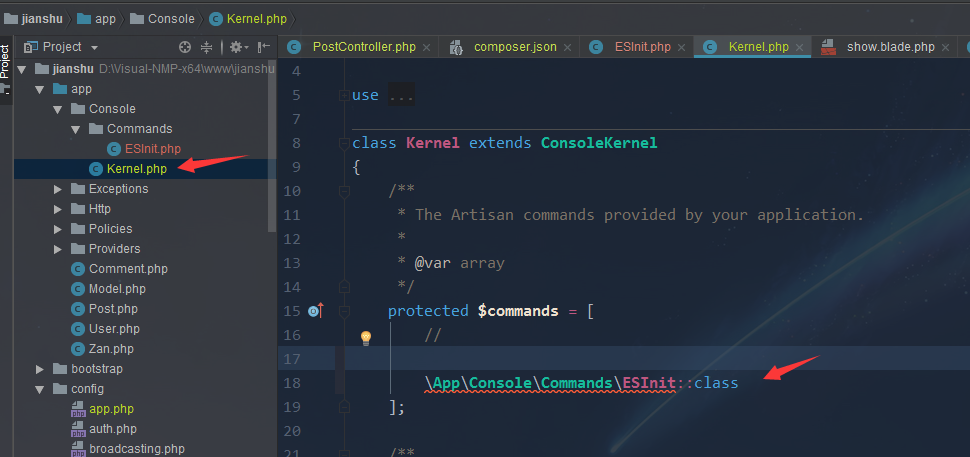 jianshu app Console Kernel.php
Project
Project
PostController.php composer.json ESInit.php Kernel.php show.blade.php
jianshu D:\Visual-NMP-x64\www\jianshu
app
Console
Commands
ESInit.php
Kernel.php
Exceptions
Http
Policies
Providers
Comment.php
Model.php
Post.php
User.php
Zan.php
bootstrap
config
app.php
auth.php
broadcasting.php
4
5 use ...
7
8 class Kernel extends ConsoleKernel
9 {
10 /**
11 * The Artisan commands provided by your application.
12 *
13 * @var array
14 */
15 protected $commands = [
16 //
17
18 \App\Console\Commands\ESInit::class
19 ];
20
21 /**